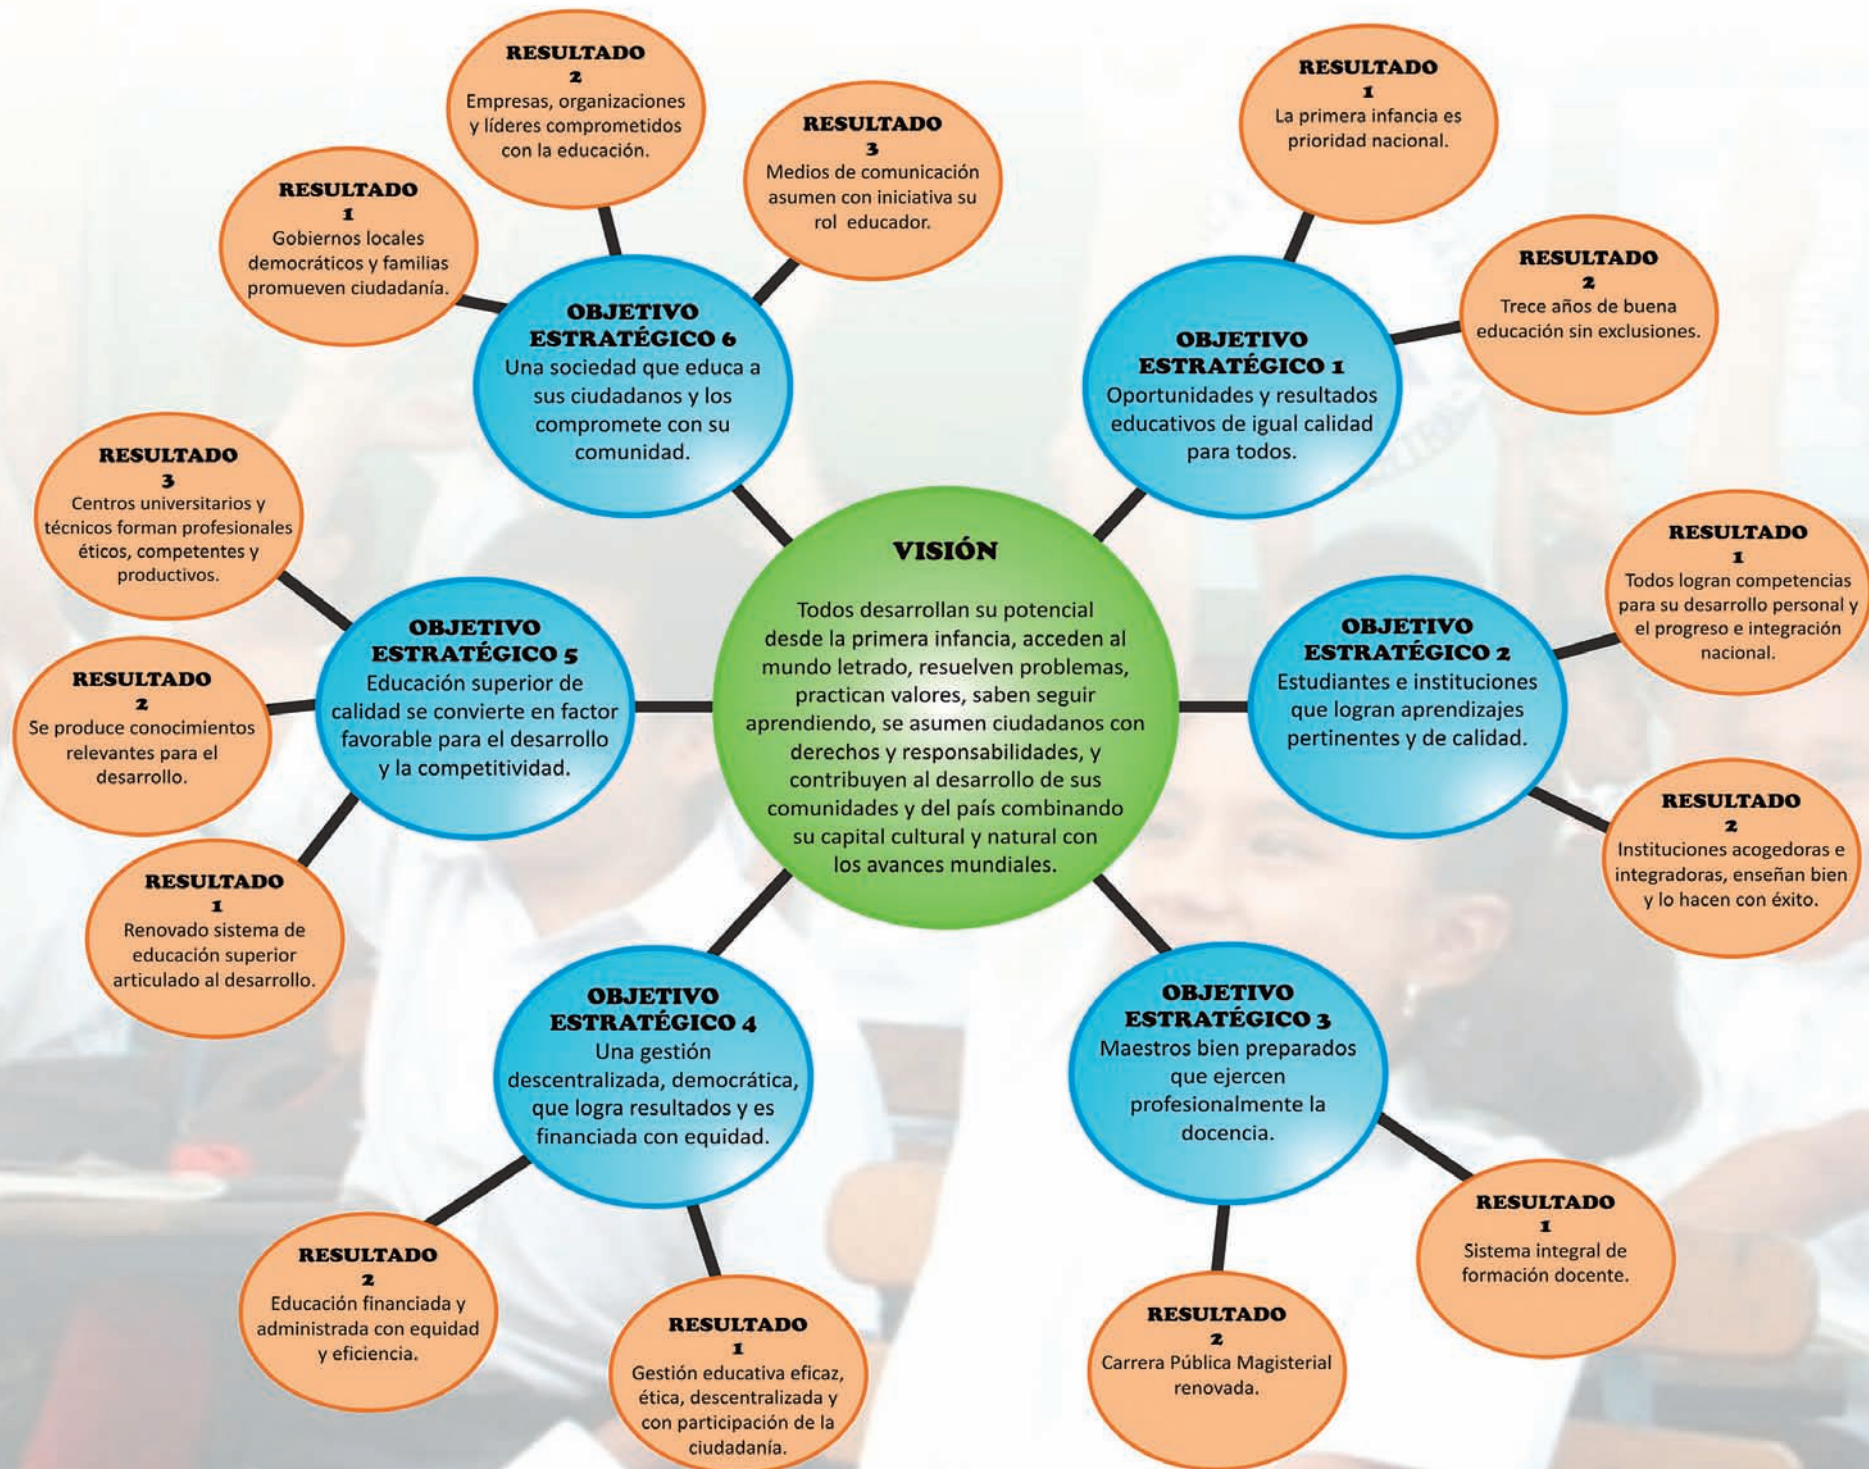 VISIÓN
Todos desarrollan su potencial
desde la primera infancia, acceden al
mundo letrado, resuelven problemas,
practican valores, saben seguir
aprendiendo, se asumen ciudadanos con
derechos y responsabilidades, y
contribuyen al desarrollo de sus
comunidades y del país combinando
su capital cultural y natural con
los avances mundiales.
OBJETIVO
ESTRATÉGICO 1
Oportunidades y resultados
educativos de igual calidad
para todos.
RESULTADO
1
La primera infancia es
prioridad nacional.
RESULTADO
2
Trece años de buena
educación sin exclusiones.
OBJETIVO
ESTRATÉGICO 2
Estudiantes e instituciones
que logran aprendizajes
pertinentes y de calidad.
RESULTADO
1
Todos logran competencias
para su desarrollo personal y
el progreso e integración
nacional.
RESULTADO
2
Instituciones acogedoras e
integradoras, enseñan bien
y lo hacen con éxito.
OBJETIVO
ESTRATÉGICO 3
Maestros bien preparados
que ejercen
profesionalmente la
docencia.
RESULTADO
1
Sistema integral de
formación docente.
RESULTADO
2
Carrera Pública Magisterial
renovada.
OBJETIVO
ESTRATÉGICO 4
Una gestión
descentralizada, democrática,
que logra resultados y es
financiada con equidad.
RESULTADO
1
Gestión educativa eficaz,
ética, descentralizada y
con participación de la
ciudadanía.
RESULTADO
2
Educación financiada y
administrada con equidad
y eficiencia.
OBJETIVO
ESTRATÉGICO 5
Educación superior de
calidad se convierte en factor
favorable para el desarrollo
y la competitividad.
RESULTADO
1
Renovado sistema de
educación superior
articulado al desarrollo.
RESULTADO
2
Se produce conocimientos
relevantes para el
desarrollo.
RESULTADO
3
Centros universitarios y
técnicos forman profesionales
éticos, competentes y
productivos.
OBJETIVO
ESTRATÉGICO 6
Una sociedad que educa a
sus ciudadanos y los
compromete con su
comunidad.
RESULTADO
1
Gobiernos locales
democráticos y familias
promueven ciudadanía.
RESULTADO
2
Empresas, organizaciones
y líderes comprometidos
con la educación.
RESULTADO
3
Medios de comunicación
asumen con iniciativa su
rol educador.